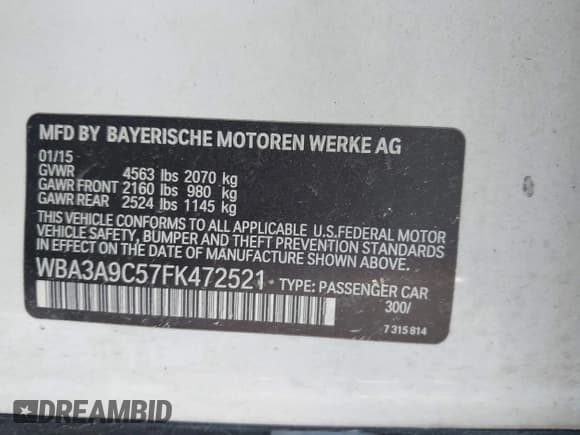 MFD BY BAYERISCHE MOTOREN WERKE AG
01/15
GVWR 4563 lbs 2070 kg
GAWR FRONT 2160 lbs 980 kg
GAWR REAR 2524 lbs 1145 kg
THIS VEHICLE CONFORMS TO ALL APPLICABLE U.S.FEDERAL MOTOR
VEHICLE SAFETY, BUMPER AND THEFT PREVENTION STANDARDS
IN EFFECT ON THE DATE OF MANUFACTURE SHOWN ABOVE.
WBA3A9C57FK472521 TYPE: PASSENGER CAR
300/
7 315 814
DREAMBID